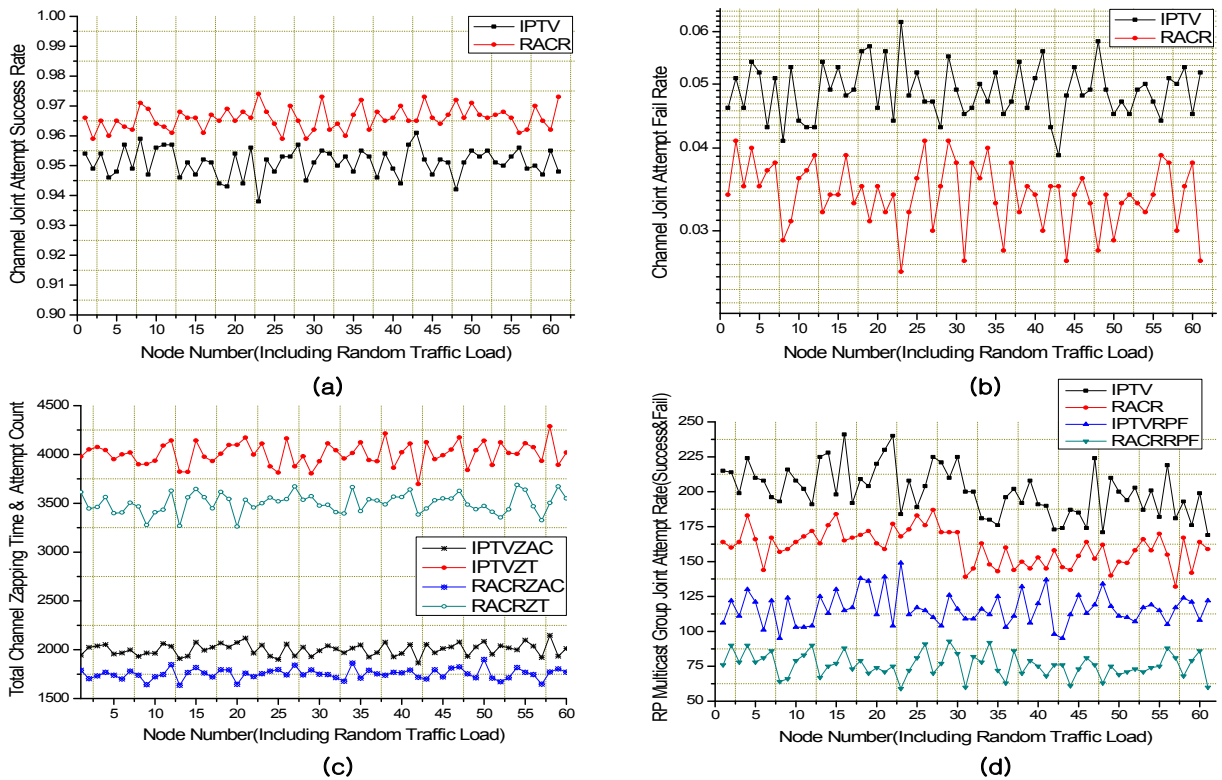 1.00
0.99
0.98
0.97
0.96
0.95
0.94
0.93
0.92
0.91
0.90
Channel Joint Attempt Success Rate
IPTV
RACR
0 5 10 15 20 25 30 35 40 45 50 55 60
Node Number(Including Random Traffic Load)
(a)
0.06
0.05
0.04
0.03
Channel Joint Attempt Fail Rate
IPTV
RACR
0 5 10 15 20 25 30 35 40 45 50 55 60
Node Number(Including Random Traffic Load)
(b)
4500
4000
3500
3000
2500
2000
1500
Total Channel Zapping Time & Attempt Count
IPTVZAC
IPTVZT
RACRZAC
RACRZT
5 10 15 20 25 30 35 40 45 50 55 60
Node Number(Including Random Traffic Load)
(c)
250
225
200
175
150
125
100
75
50
RP Multicast Group Joint Attempt Rate(Success&Fail)
IPTV
RACR
IPTVRPF
RACRRPF
0 5 10 15 20 25 30 35 40 45 50 55 60
Node Number(Including Random Traffic Load)
(d)